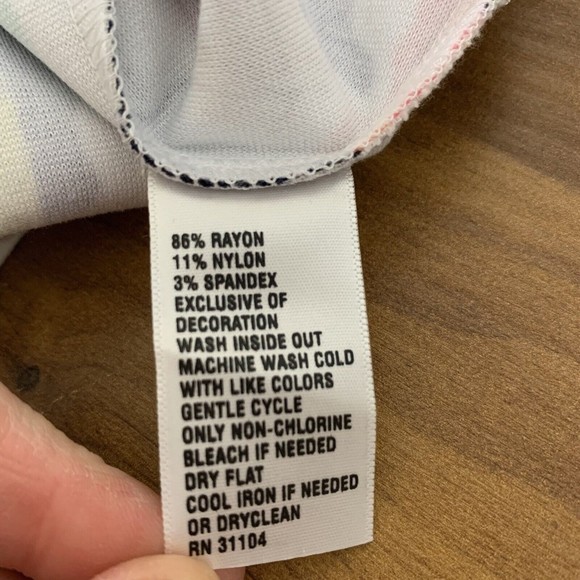 86% RAYON
11% NYLON
3% SPANDEX
EXCLUSIVE OF
DECORATION
WASH INSIDE OUT
MACHINE WASH COLD
WITH LIKE COLORS
GENTLE CYCLE
ONLY NON-CHLORINE
BLEACH IF NEEDED
DRY FLAT
COOL IRON IF NEEDED
OR DRYCLEAN
RN 31104